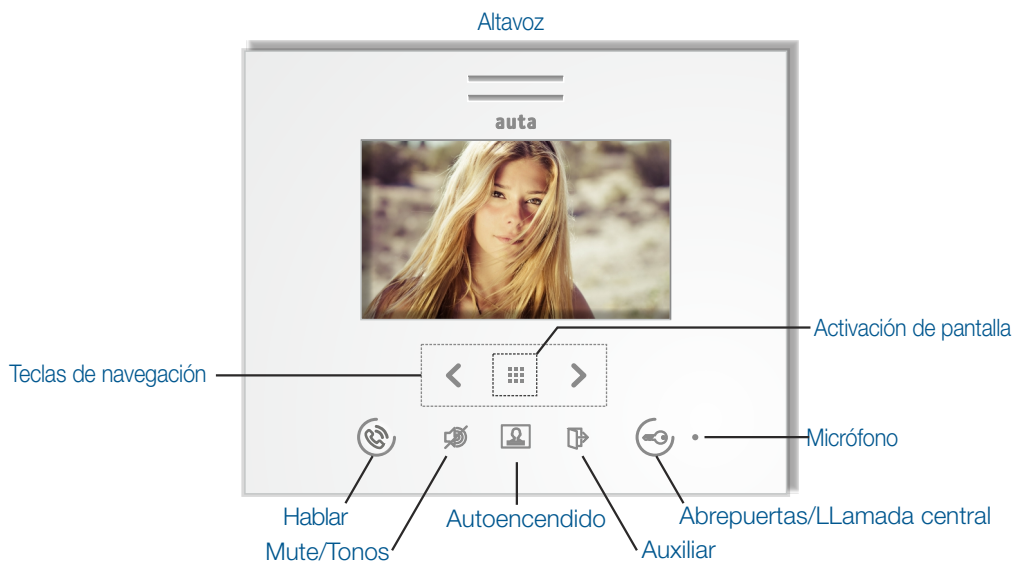 Altavoz
auta
Activación de pantalla
Teclas de navegación
Micrófono
Hablar
Autoencendido
Abrepuertas/LLamada central
Mute/Tonos
Auxiliar